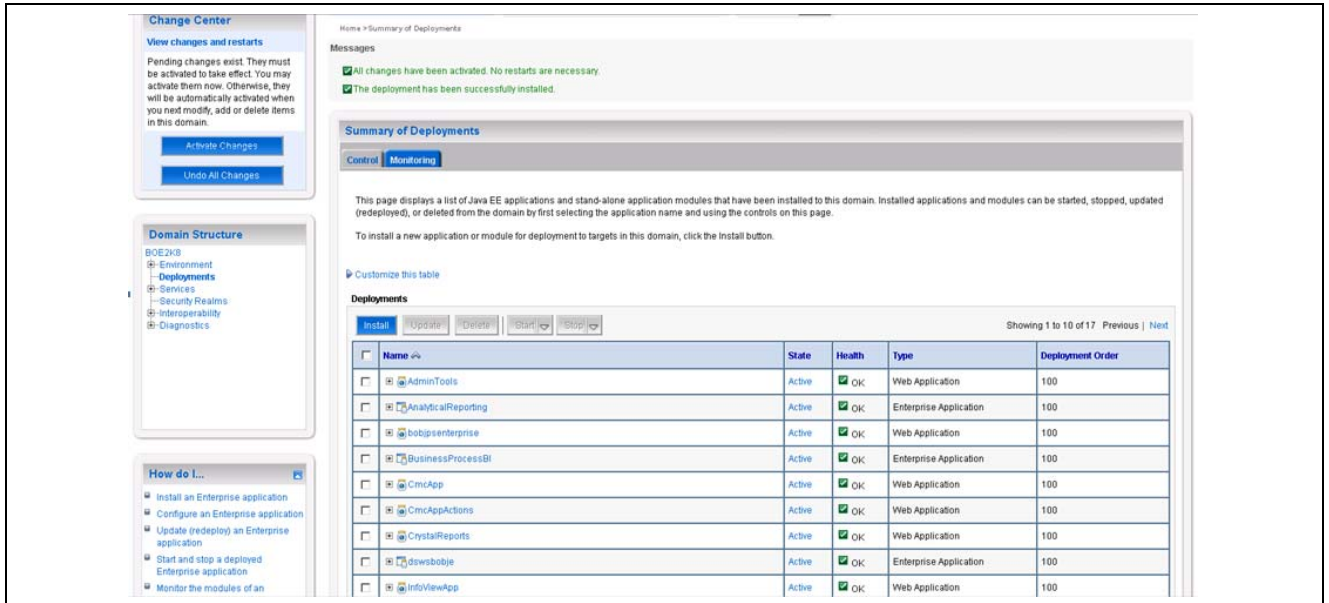 Change Center
View changes and restarts
Pending changes exist. They must
be activated to take effect. You may
activate them now. Otherwise, they
will be automatically activated when
you next modify, add or delete items
in this domain.
Activate Changes
Undo All Changes
Domain Structure
BOE2K8
Environment
Deployments
Services
Security Realms
Interoperability
Diagnostics
How do I...
Install an Enterprise application
Configure an Enterprise application
Update (redeploy) an Enterprise
application
Start and stop a deployed
Enterprise application
Monitor the modules of an
Home >Summary of Deployments
Messages
All changes have been activated. No restarts are necessary.
The deployment has been successfully installed.
Summary of Deployments
Control Monitoring
This page displays a list of Java EE applications and stand-alone application modules that have been installed to this domain. Installed applications and modules can be started, stopped, updated
(redeployed), or deleted from the domain by first selecting the application name and using the controls on this page.
To install a new application or module for deployment to targets in this domain, click the Install button.
Customize this table
Deployments
Install Update Delete Start Stop Showing 1 to 10 of 17 Previous | Next
Name State Health Type Deployment Order
AdminTools Active OK Web Application 100
AnalyticalReporting Active OK Enterprise Application 100
bobjpsenterprise Active OK Web Application 100
BusinessProcessBI Active OK Enterprise Application 100
CmcApp Active OK Web Application 100
CmcAppActions Active OK Web Application 100
CrystalReports Active OK Web Application 100
dswsbobje Active OK Enterprise Application 100
InfoViewApp Active OK Web Application 100